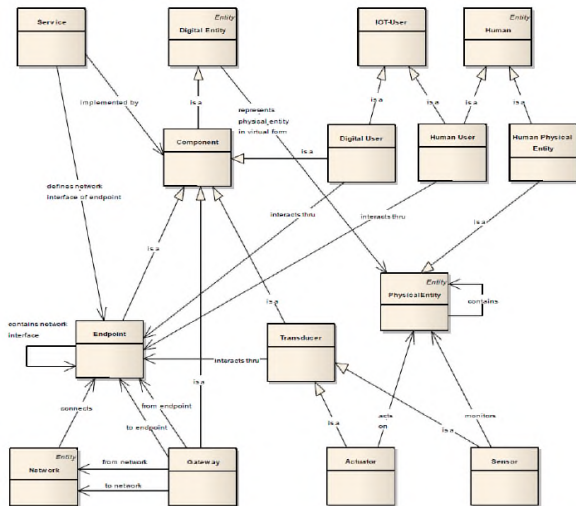 Service
Entity
Digital Entity
IOT-User
Entity
Human
implemented by
is a
represents
physical_entity
in virtual form
is a
is a
is a
is a
Component
is a
Digital User
Human User
Human Physical
Entity
defines network
interface of endpoint
is a
interacts thru
interacts thru
is a
is a
Entity
PhysicalEntity
contains
contains network
interface
Endpoint
interacts thru
Transducer
is a
connects
from endpoint
to endpoint
is a
acts
on
is a
monitors
Entity
Network
from network
to network
Gateway
Actuator
Sensor